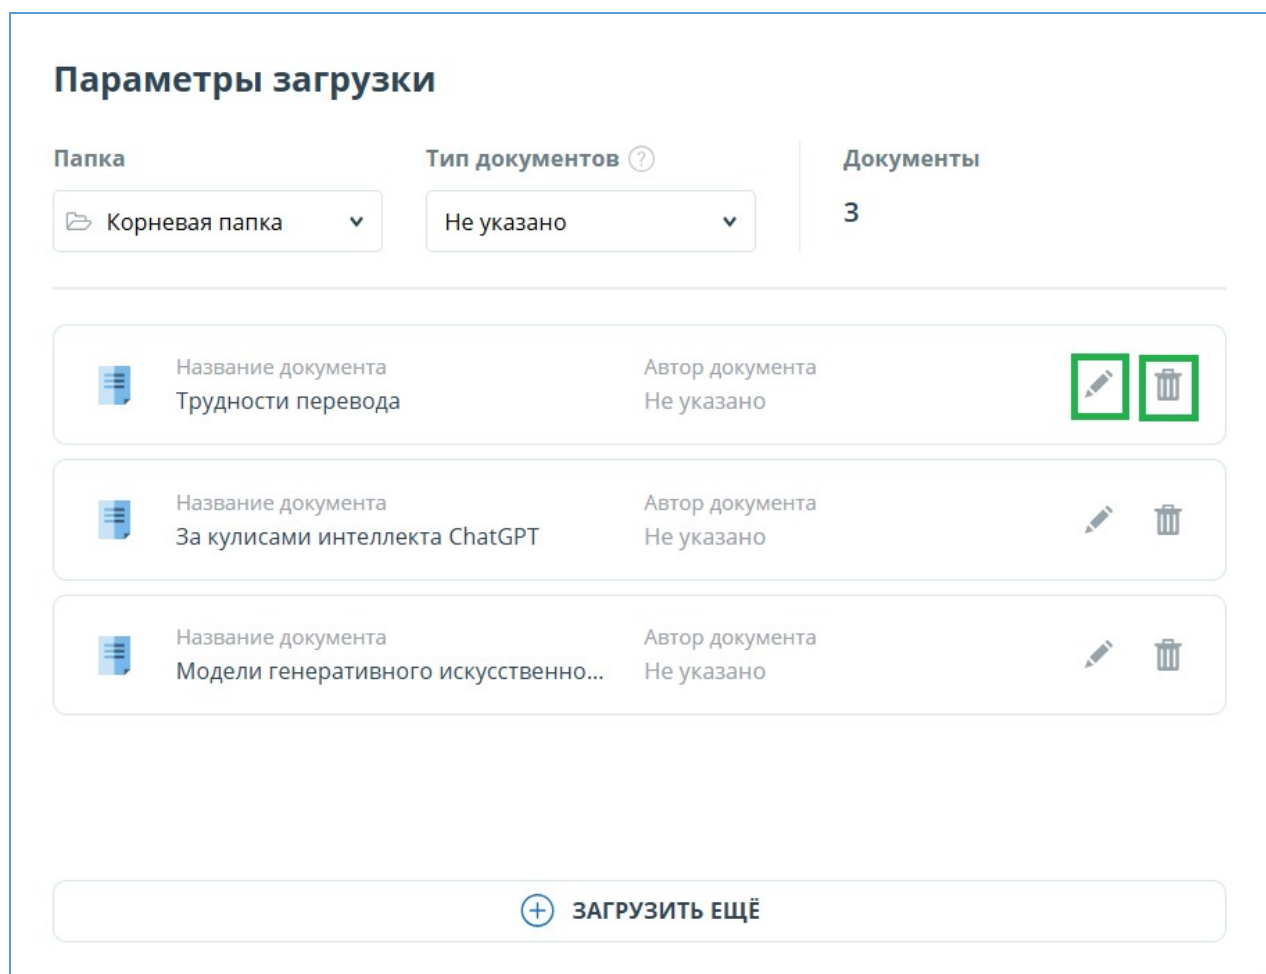 Параметры загрузки
Папка
Тип документов ?
Документы
Корневая папка
Не указано
3
Название документа
Автор документа
Трудности перевода
Не указано
Название документа
Автор документа
За кулисами интеллекта ChatGPT
Не указано
Название документа
Автор документа
Модели генеративного искусственно...
Не указано
ЗАГРУЗИТЬ ЕЩЁ